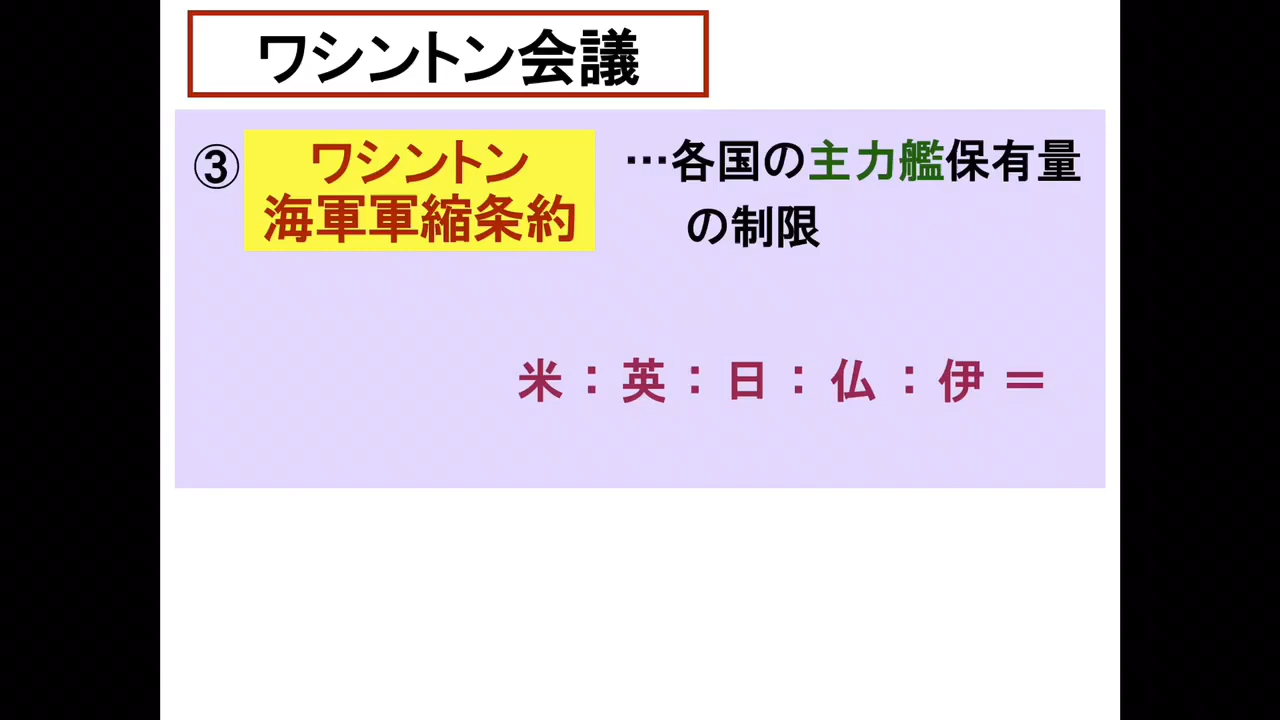 ワシントン会議
③ワシントン
海軍軍縮条約
…各国の主力艦保有量
の制限
米：英：日：仏：伊＝